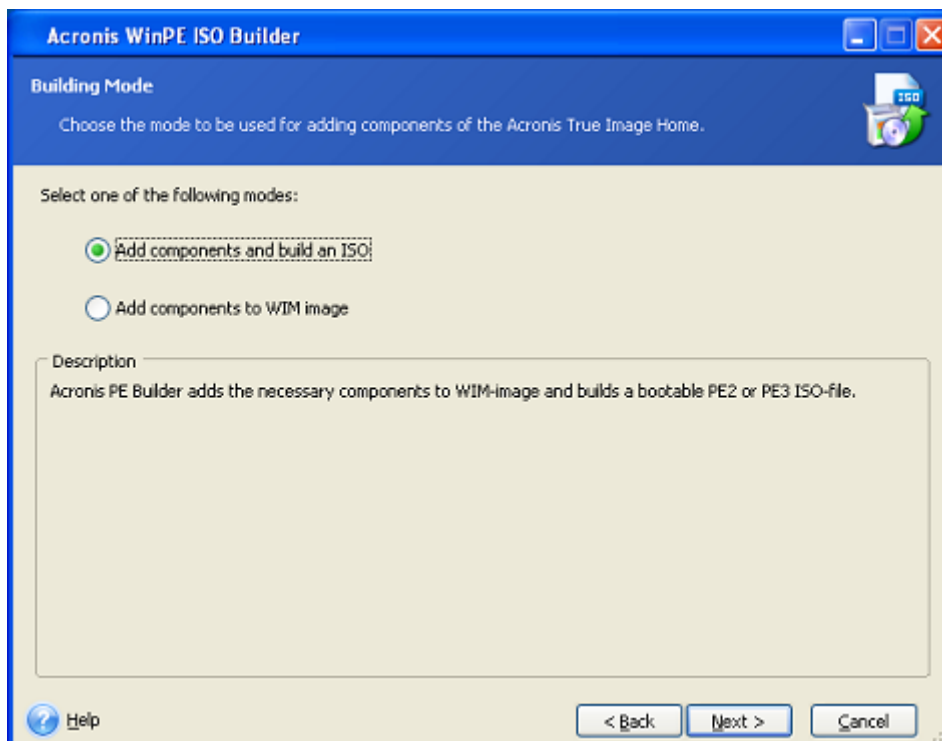 Acronis WinPE ISO Builder
Building Mode
Choose the mode to be used for adding components of the Acronis True Image Home.
ISO
Select one of the following modes:
Add components and build an ISO
Add components to WIM image
Description
Acronis PE Builder adds the necessary components to WIM-image and builds a bootable PE2 or PE3 ISO-file.
? Help
< Back
Next >
Cancel